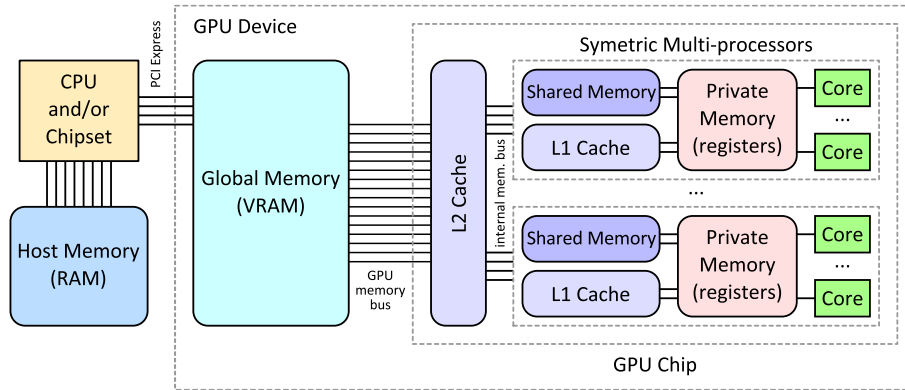 GPU Device
PCI Express
Symetric Multi-processors
CPU
and/or
Chipset
Host Memory
(RAM)
Global Memory
(VRAM)
GPU
memory
bus
L2 Cache
internal mem. bus
Shared Memory
L1 Cache
Private
Memory
(registers)
Core
...
Core
...
Shared Memory
L1 Cache
Private
Memory
(registers)
Core
...
Core
GPU Chip